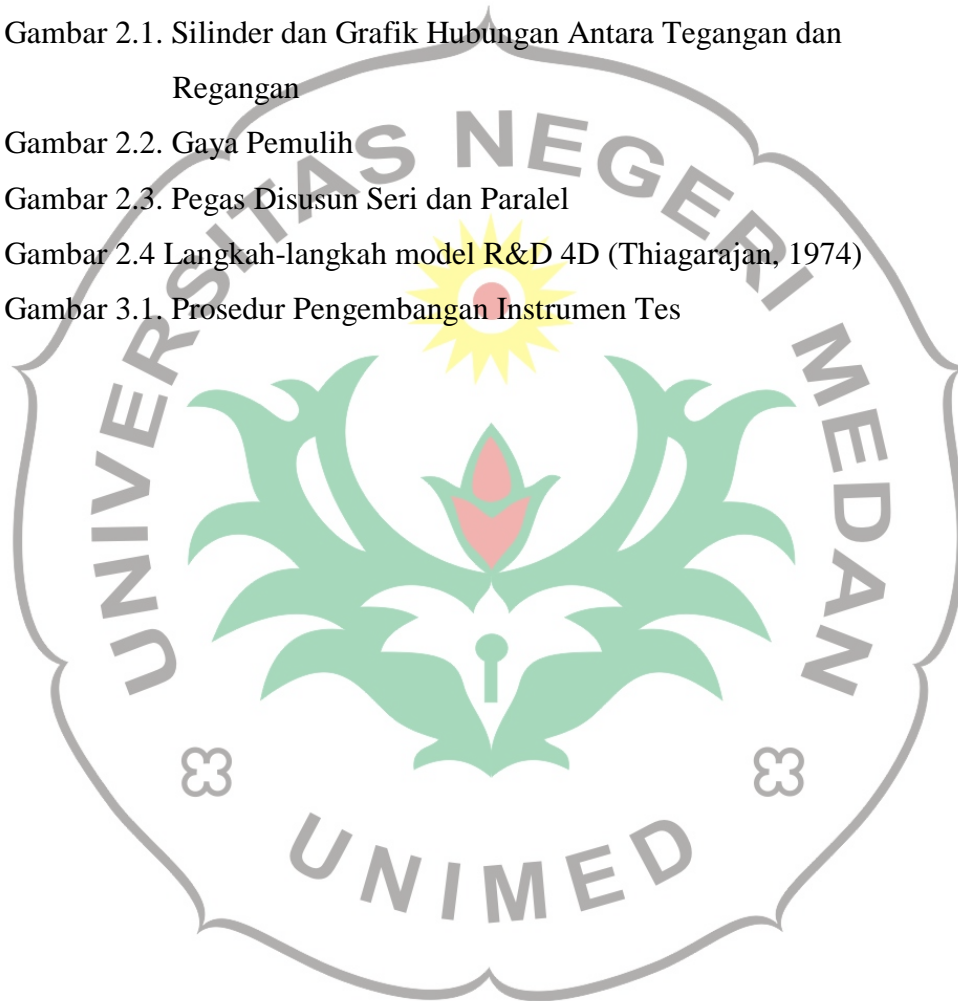 Gambar 2.1. Silinder dan Grafik Hubungan Antara Tegangan dan
Regangan
Gambar 2.2. Gaya Pemulih
Gambar 2.3. Pegas Disusun Seri dan Paralel
Gambar 2.4 Langkah-langkah model R&D 4D (Thiagarajan, 1974)
Gambar 3.1. Prosedur Pengembangan Instrumen Tes
UNIVERSITAS NEGERI MEDAN
UNIMED